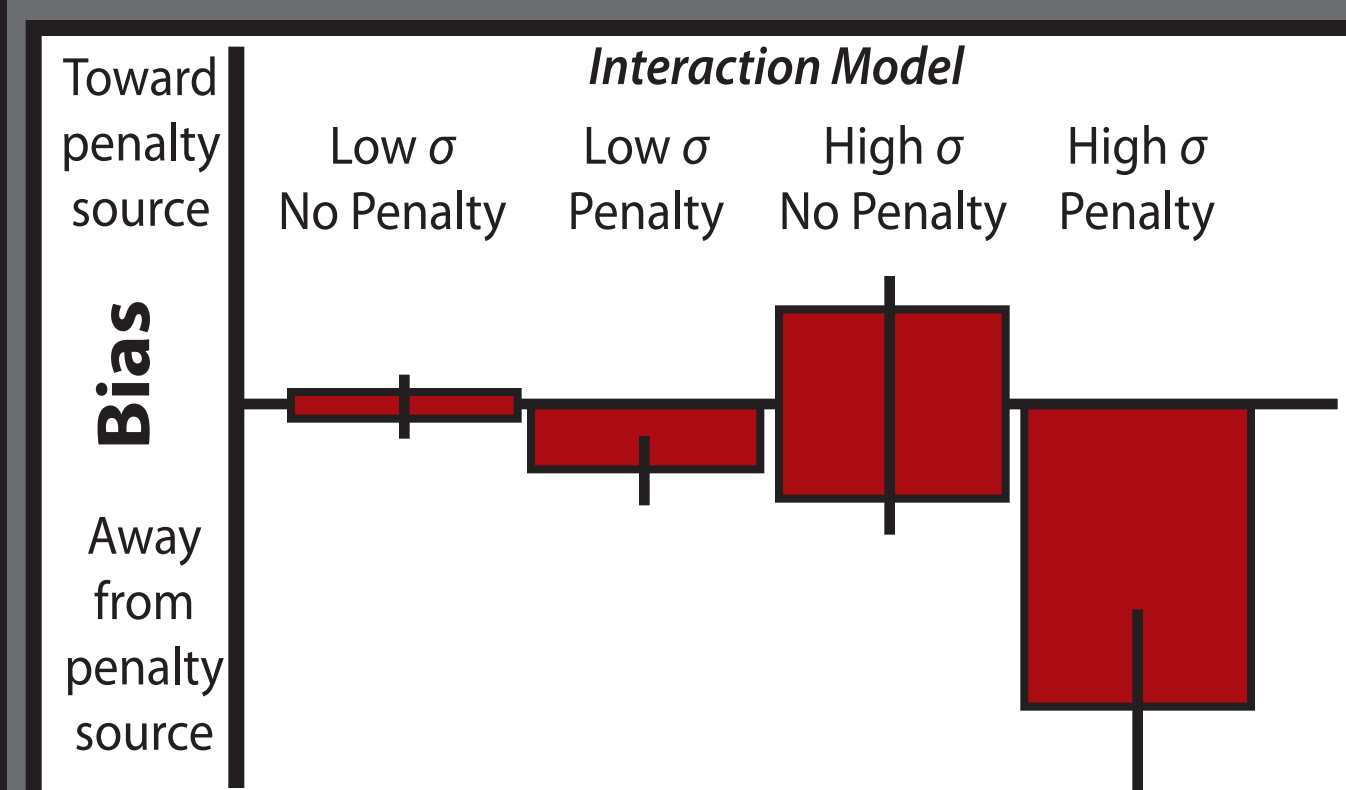 Interaction Model
Toward
penalty
source
Low σ
No Penalty
Low σ
Penalty
High σ
No Penalty
High σ
Penalty
Bias
Away
from
penalty
source